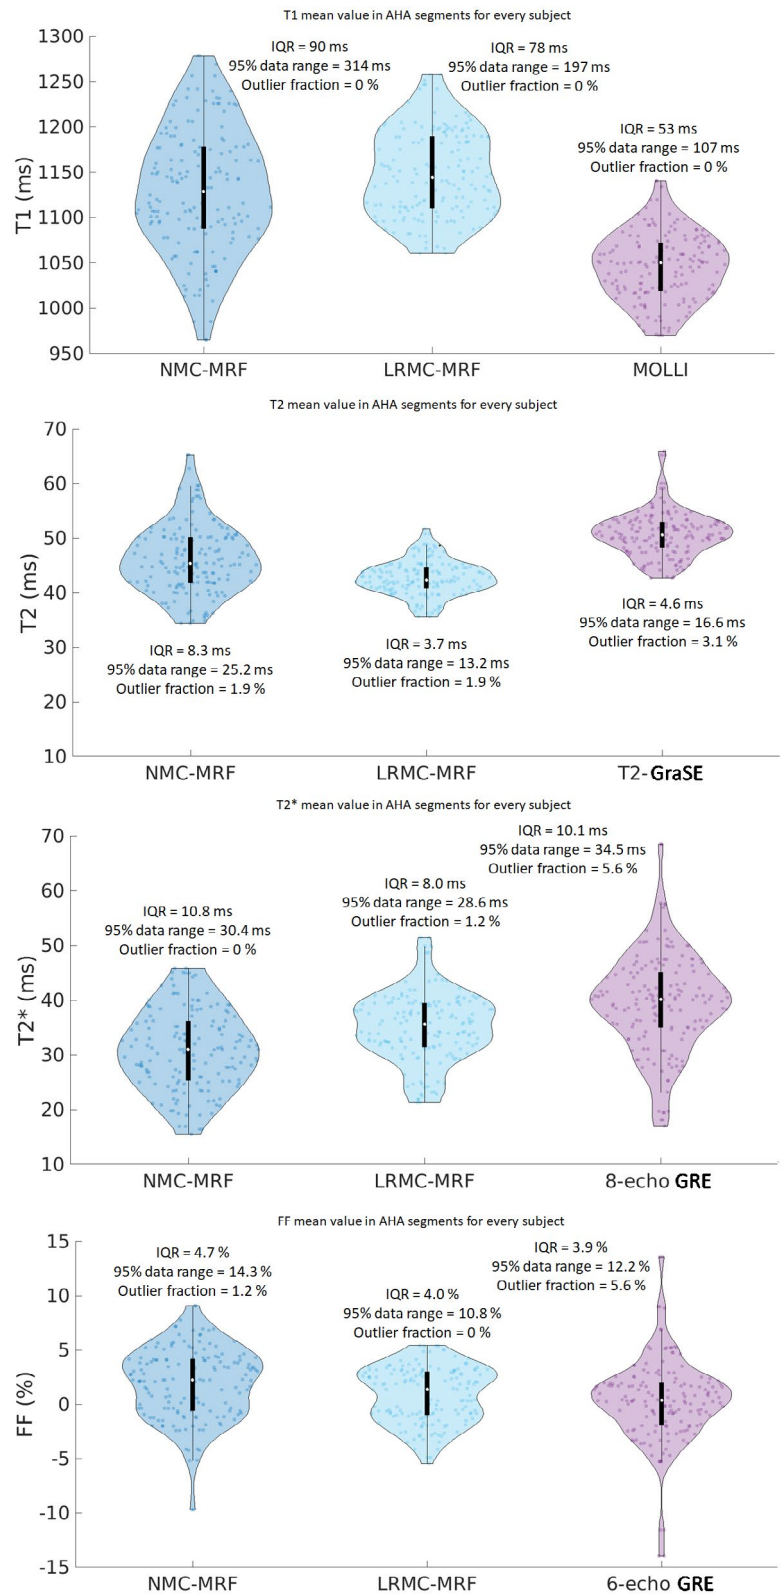 T1 mean value in AHA segments for every subject
1300
1250
1200
1150
1100
1050
1000
950
T1 (ms)
IQR = 90 ms
95% data range = 314 ms
Outlier fraction = 0 %
IQR = 78 ms
95% data range = 197 ms
Outlier fraction = 0 %
IQR = 53 ms
95% data range = 107 ms
Outlier fraction = 0 %
NMC-MRF LRMC-MRF MOLLI
T2 mean value in AHA segments for every subject
70
60
50
40
30
20
10
T2 (ms)
IQR = 8.3 ms
95% data range = 25.2 ms
Outlier fraction = 1.9 %
IQR = 3.7 ms
95% data range = 13.2 ms
Outlier fraction = 1.9 %
IQR = 4.6 ms
95% data range = 16.6 ms
Outlier fraction = 3.1 %
NMC-MRF LRMC-MRF T2-GraSE
T2* mean value in AHA segments for every subject
70
60
50
40
30
20
10
T2* (ms)
IQR = 10.8 ms
95% data range = 30.4 ms
Outlier fraction = 0 %
IQR = 8.0 ms
95% data range = 28.6 ms
Outlier fraction = 1.2 %
IQR = 10.1 ms
95% data range = 34.5 ms
Outlier fraction = 5.6 %
NMC-MRF LRMC-MRF 8-echo GRE
FF mean value in AHA segments for every subject
15
10
5
0
-5
-10
-15
FF (%)
IQR = 4.7 %
95% data range = 14.3 %
Outlier fraction = 1.2 %
IQR = 4.0 %
95% data range = 10.8 %
Outlier fraction = 0 %
IQR = 3.9 %
95% data range = 12.2 %
Outlier fraction = 5.6 %
NMC-MRF LRMC-MRF 6-echo GRE